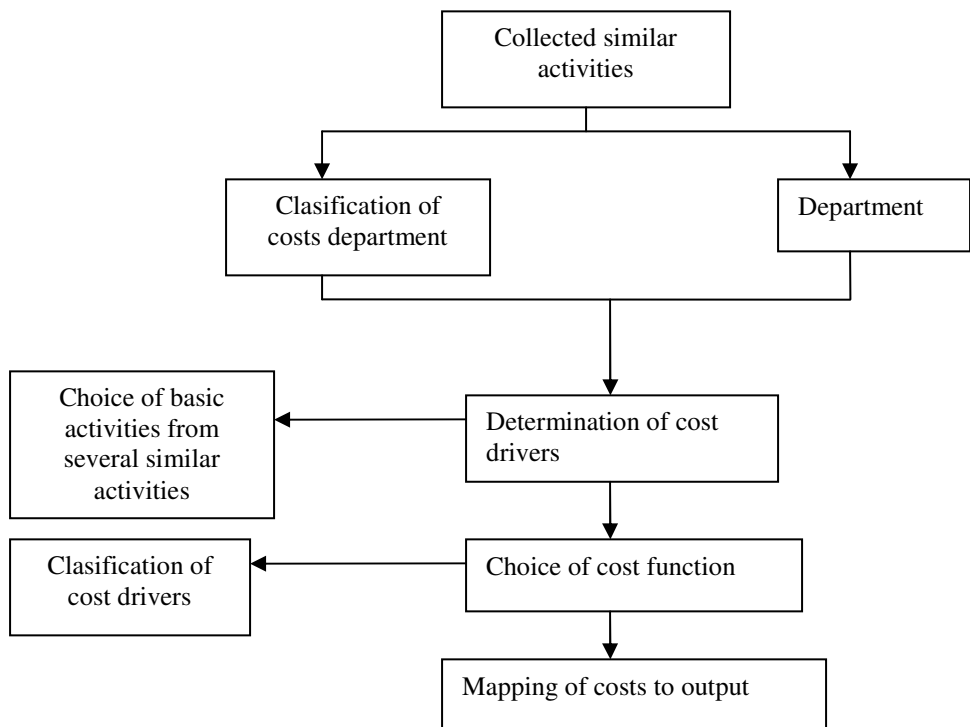 Collected similar
activities
Clasification of
costs department
Department
Choice of basic
activities from
several similar
activities
Determination of cost
drivers
Clasification of
cost drivers
Choice of cost function
Mapping of costs to output